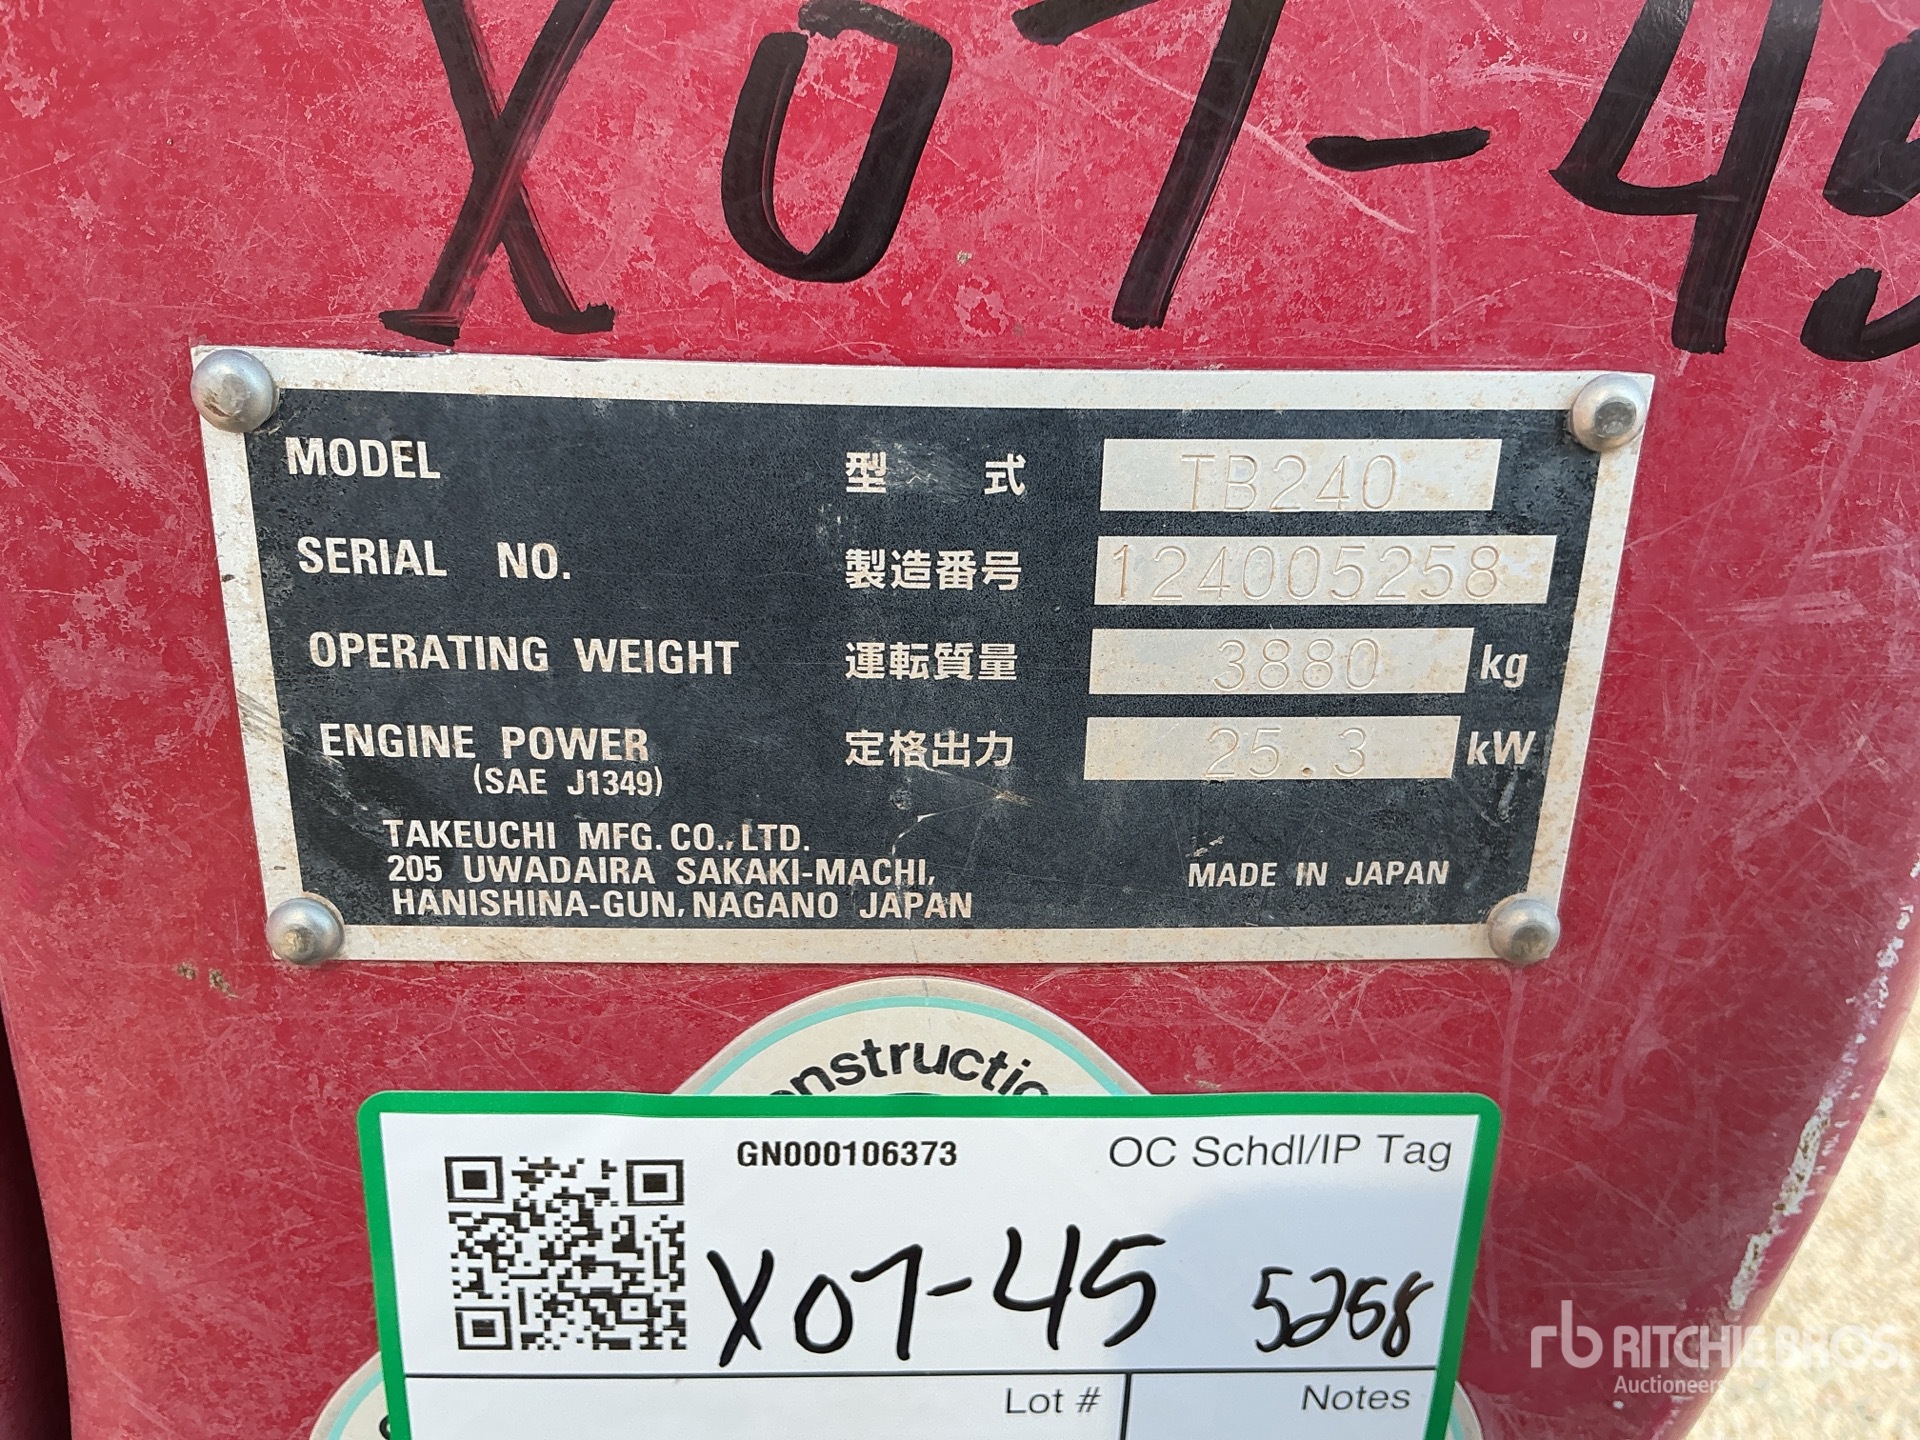 X07-45
MODEL 型 式 TB240
SERIAL NO. 製造番号 124005258
OPERATING WEIGHT 運転質量 3880 kg
ENGINE POWER 定格出力 25.3 kW
(SAE J1349)
TAKEUCHI MFG. CO., LTD.
205 UWADAIRA SAKAKI-MACHI,
HANISHINA-GUN, NAGANO JAPAN
MADE IN JAPAN
onstructio
GN000106373 OC Schdl/IP Tag
X07-45 5258
Lot # Notes
rb RITCHIE BROS.
Auctioneers